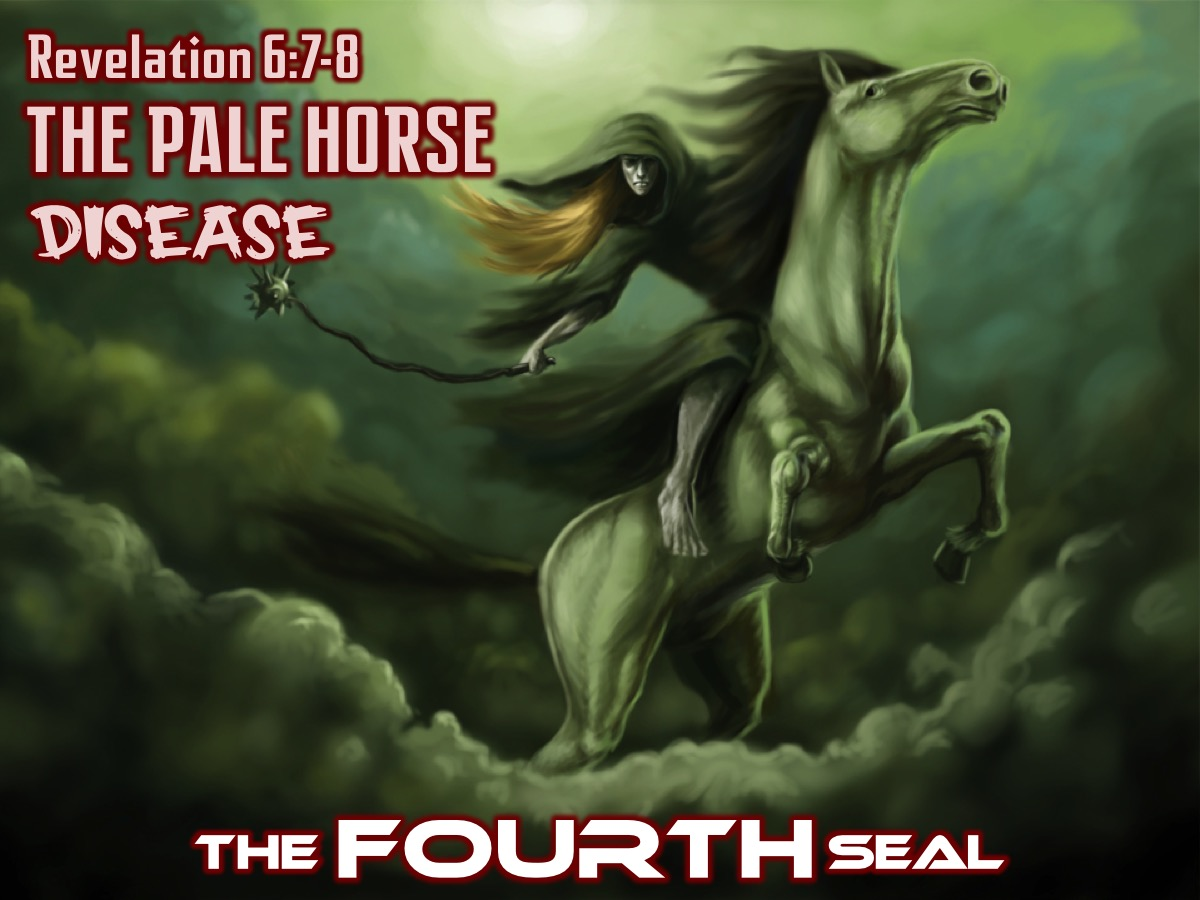 Revelation 6:7-8
THE PALE HORSE
DISEASE
THE FOURTH SEAL